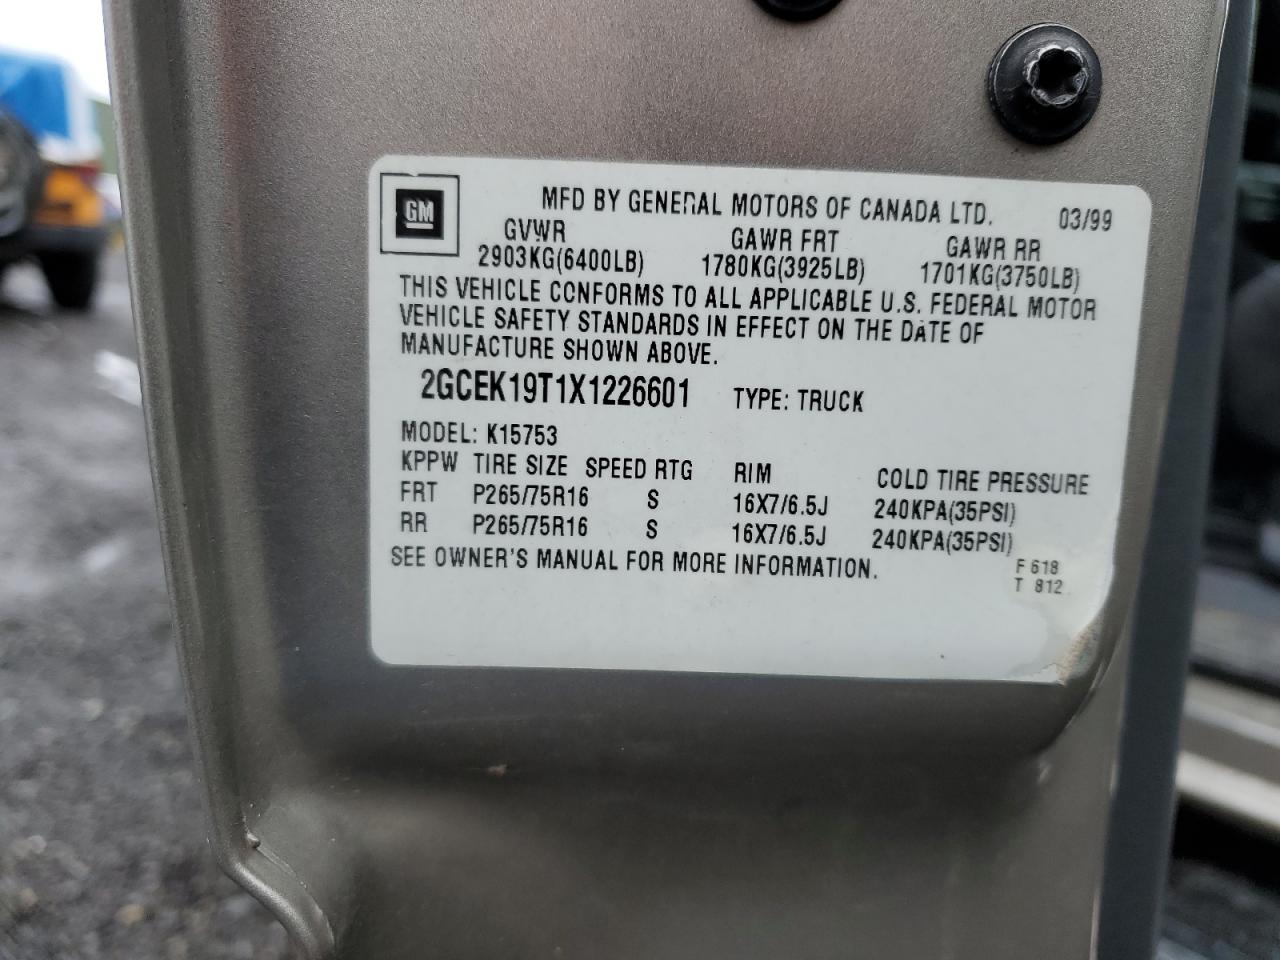 GM
MFD BY GENERAL MOTORS OF CANADA LTD. 03/99
GVWR GAWR FRT GAWR RR
2903KG(6400LB) 1780KG(3925LB) 1701KG(3750LB)
THIS VEHICLE CONFORMS TO ALL APPLICABLE U.S. FEDERAL MOTOR
VEHICLE SAFETY STANDARDS IN EFFECT ON THE DATE OF
MANUFACTURE SHOWN ABOVE.
2GCEK19T1X1226601 TYPE: TRUCK
MODEL: K15753
KPPW TIRE SIZE SPEED RTG RIM COLD TIRE PRESSURE
FRT P265/75R16 S 16X7/6.5J 240KPA(35PSI)
RR P265/75R16 S 16X7/6.5J 240KPA(35PSI)
SEE OWNER'S MANUAL FOR MORE INFORMATION.
F 618
T 812